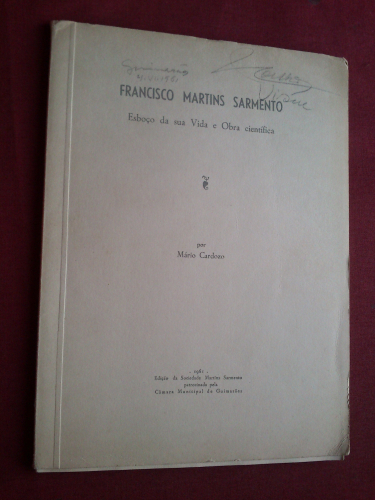 Guimarães
FRANCISCO MARTINS SARMENTO
Esboço da sua Vida e Obra científica
por
Mário Cardozo
- 1961 -
Edição da Sociedade Martins Sarmento
patrocinada pela
Câmara Municipal de Guimarães